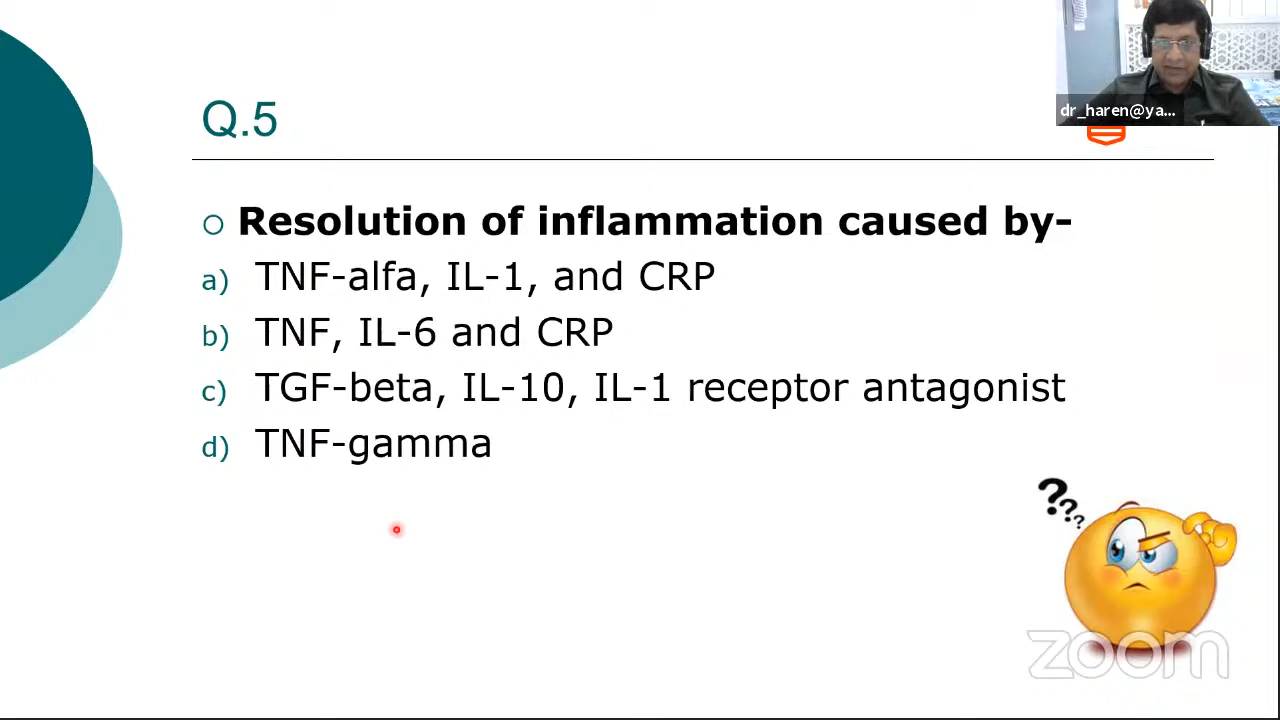 dr_haren@ya...
Q.5
Resolution of inflammation caused by-
a) TNF-alfa, IL-1, and CRP
b) TNF, IL-6 and CRP
c) TGF-beta, IL-10, IL-1 receptor antagonist
d) TNF-gamma
???
zoom